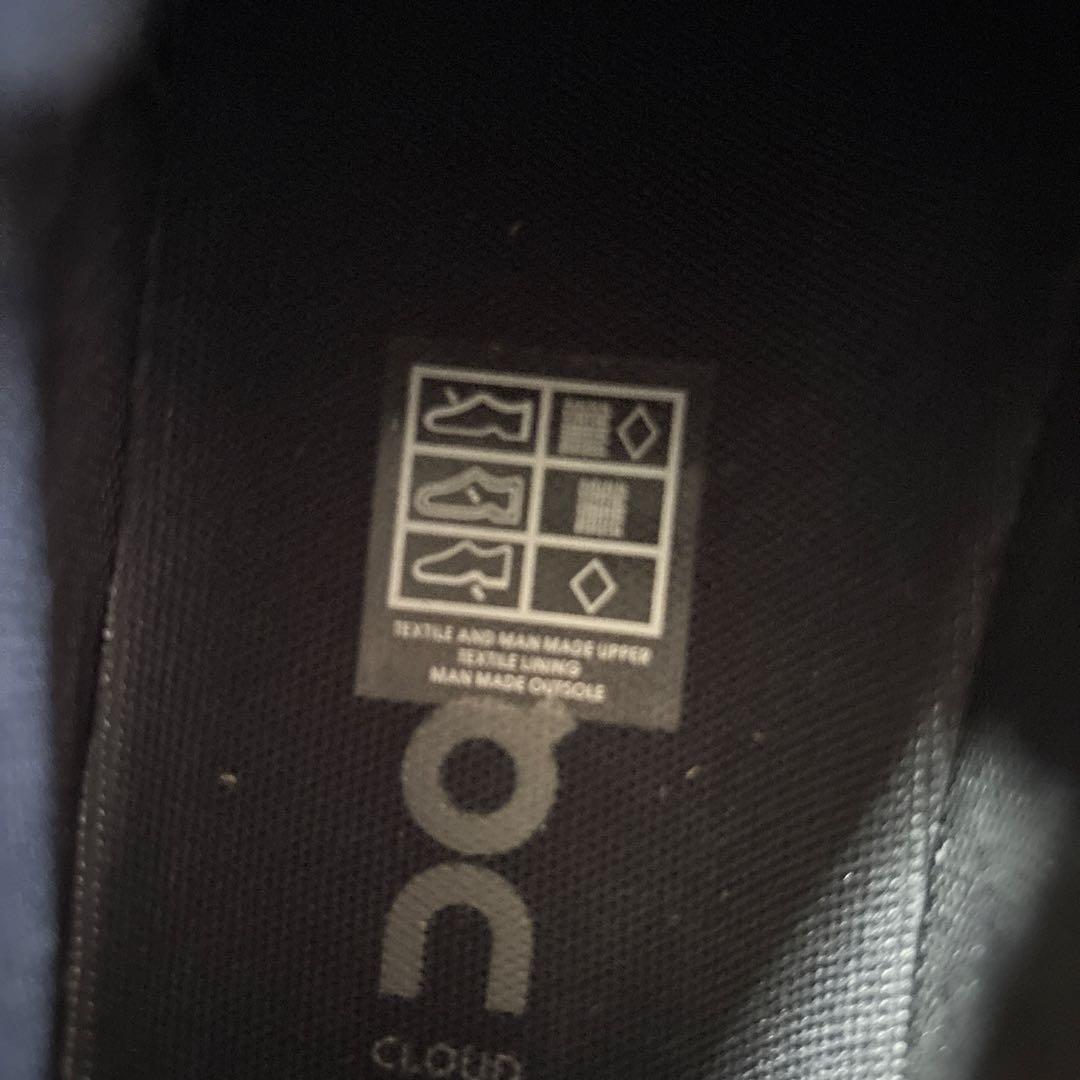 TEXTILE AND MAN MADE UPPER
TEXTILE LINING
MAN MADE OUTSOLE
On
CLOUD